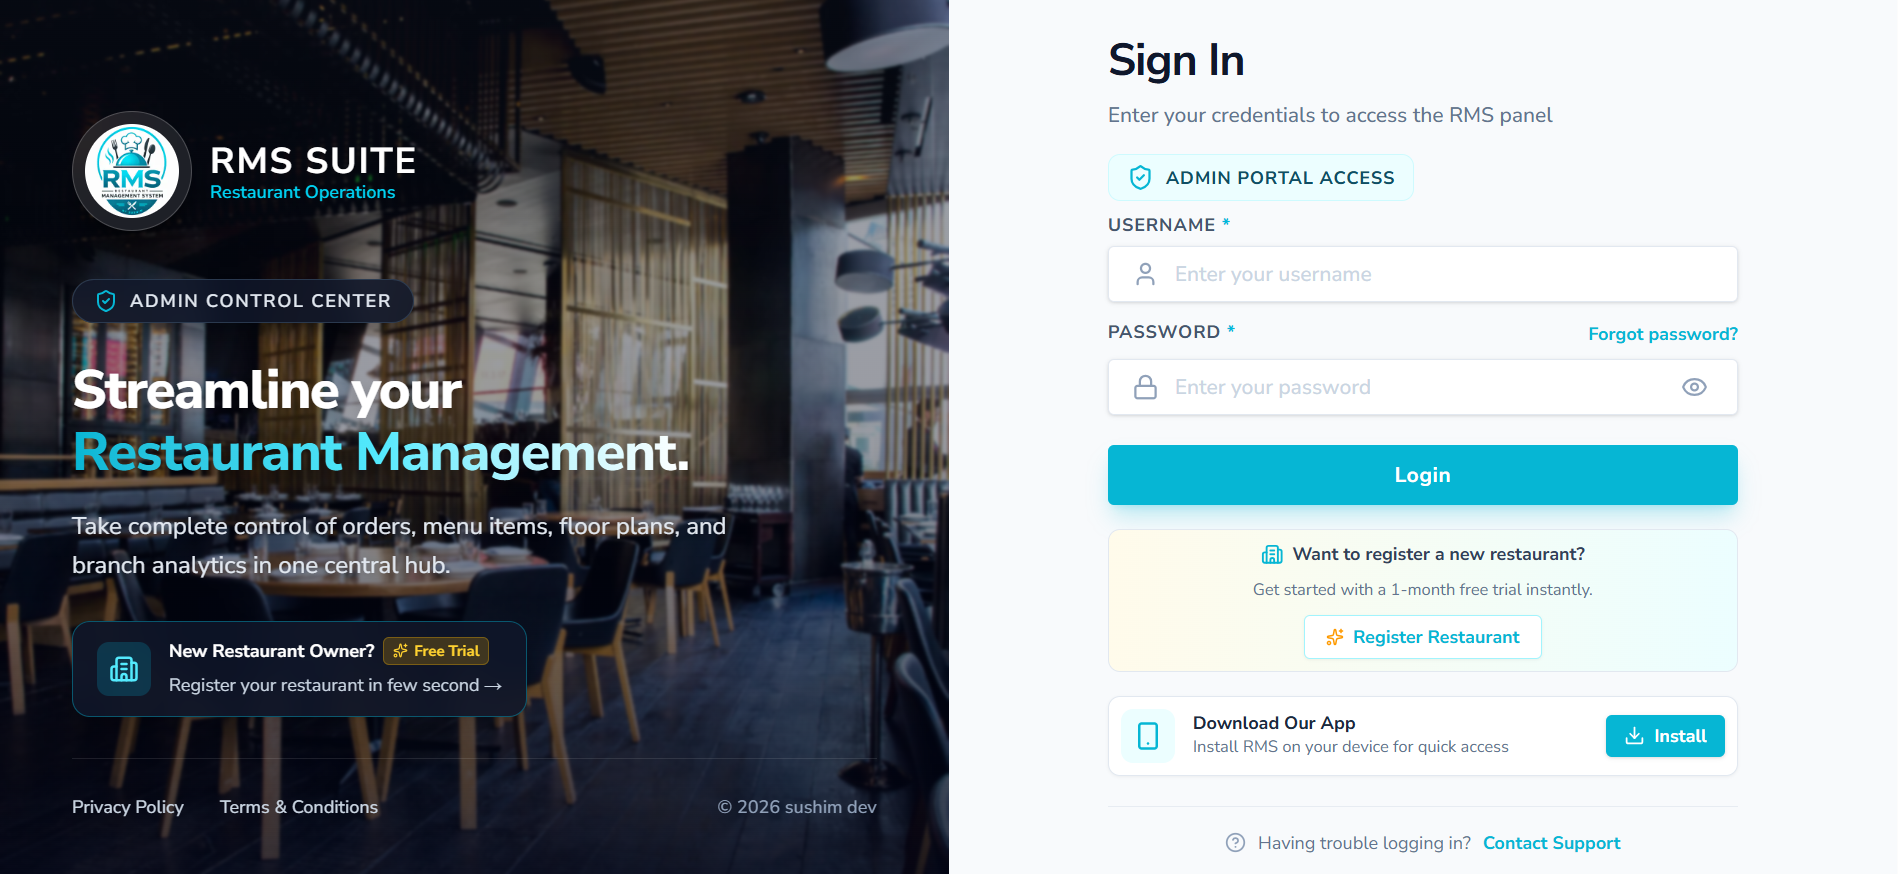 RMS
RESTAURANT
MANAGEMENT SYSTEM
RMS SUITE
Restaurant Operations
ADMIN CONTROL CENTER
Streamline your
Restaurant Management.
Take complete control of orders, menu items, floor plans, and
branch analytics in one central hub.
New Restaurant Owner? Free Trial
Register your restaurant in few second →
Privacy Policy Terms & Conditions © 2026 sushim dev
Sign In
Enter your credentials to access the RMS panel
ADMIN PORTAL ACCESS
USERNAME *
Enter your username
PASSWORD * Forgot password?
Enter your password
Login
Want to register a new restaurant?
Get started with a 1-month free trial instantly.
Register Restaurant
Download Our App
Install RMS on your device for quick access
Install
Having trouble logging in? Contact Support